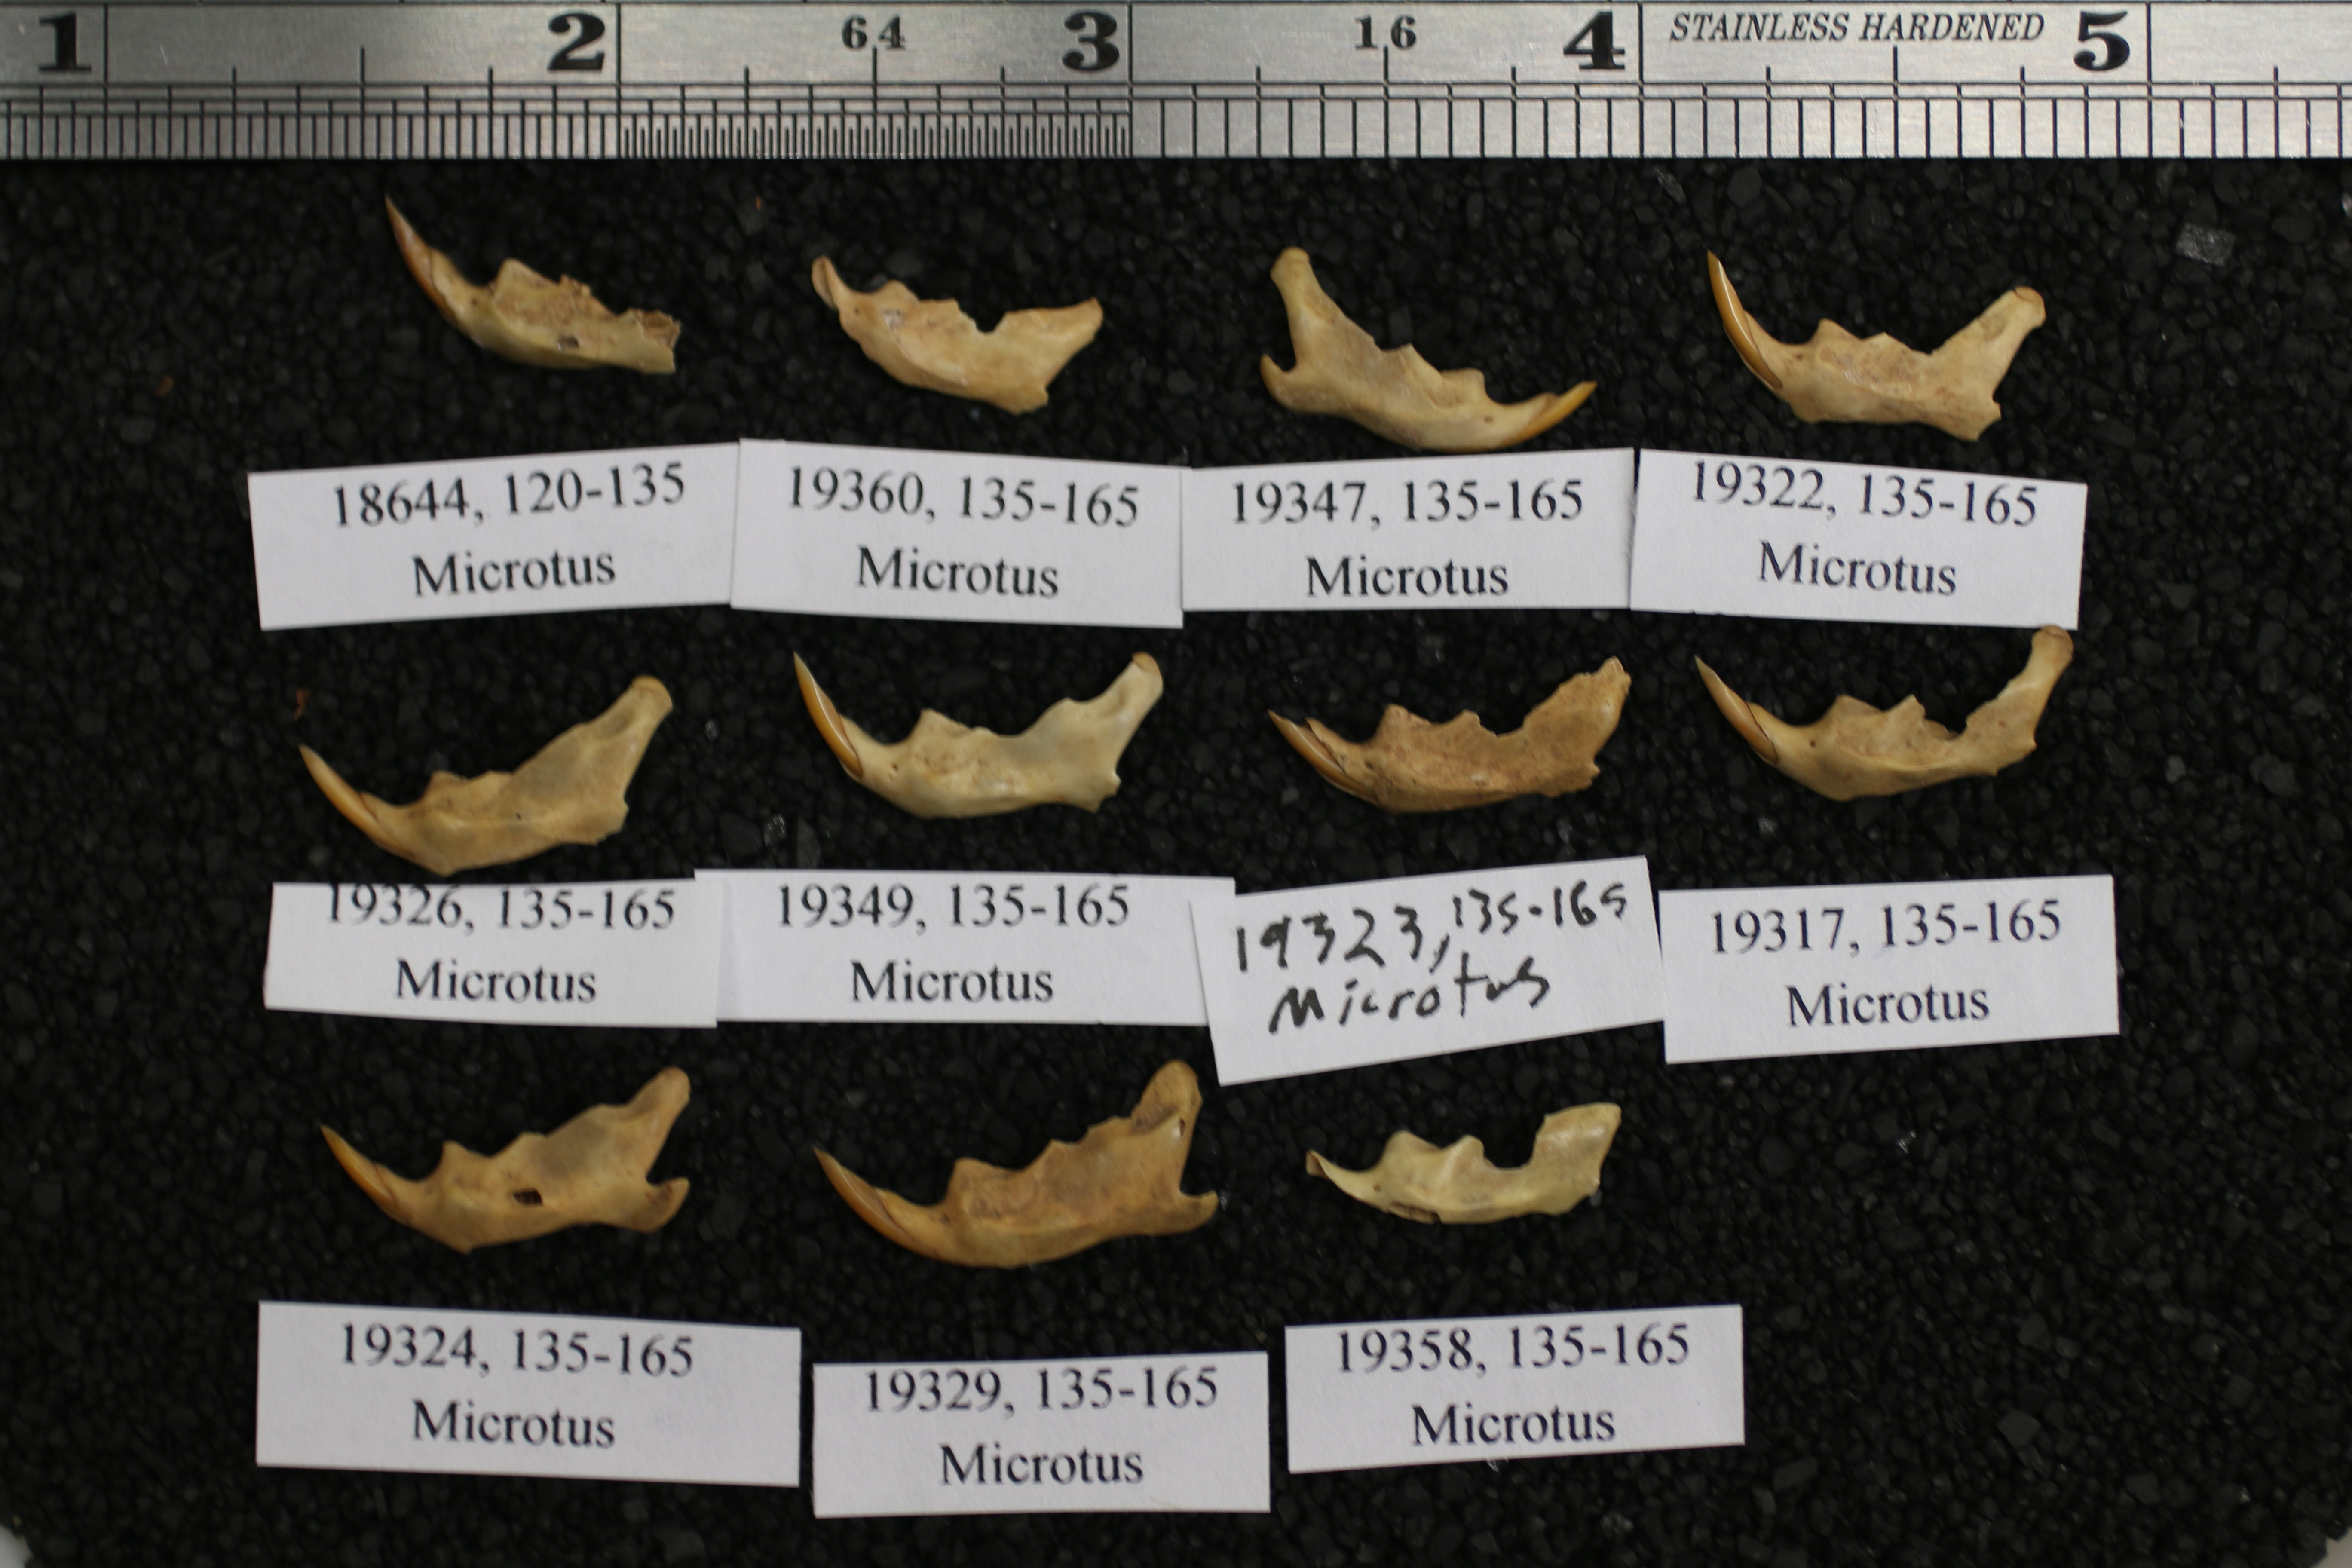 1 2 64 3 16 4 STAINLESS HARDENED 5
18644, 120-135
Microtus
19360, 135-165
Microtus
19347, 135-165
Microtus
19322, 135-165
Microtus
19326, 135-165
Microtus
19349, 135-165
Microtus
19323, 135-165
Microtus
19317, 135-165
Microtus
19324, 135-165
Microtus
19329, 135-165
Microtus
19358, 135-165
Microtus